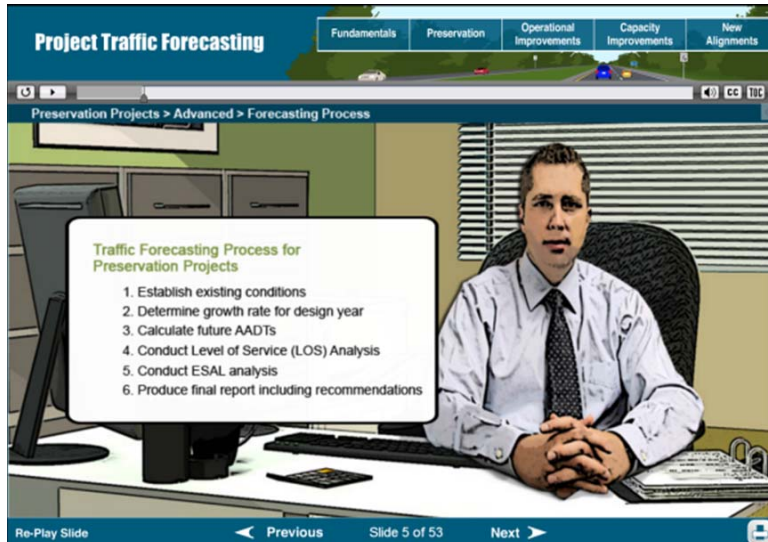 Project Traffic Forecasting
Fundamentals
Preservation
Operational
Improvements
Capacity
Improvements
New
Alignments
CC
TOC
Preservation Projects > Advanced > Forecasting Process
Traffic Forecasting Process for
Preservation Projects
1. Establish existing conditions
2. Determine growth rate for design year
3. Calculate future AADTs
4. Conduct Level of Service (LOS) Analysis
5. Conduct ESAL analysis
6. Produce final report including recommendations
Re-Play Slide
Previous
Slide 5 of 53
Next